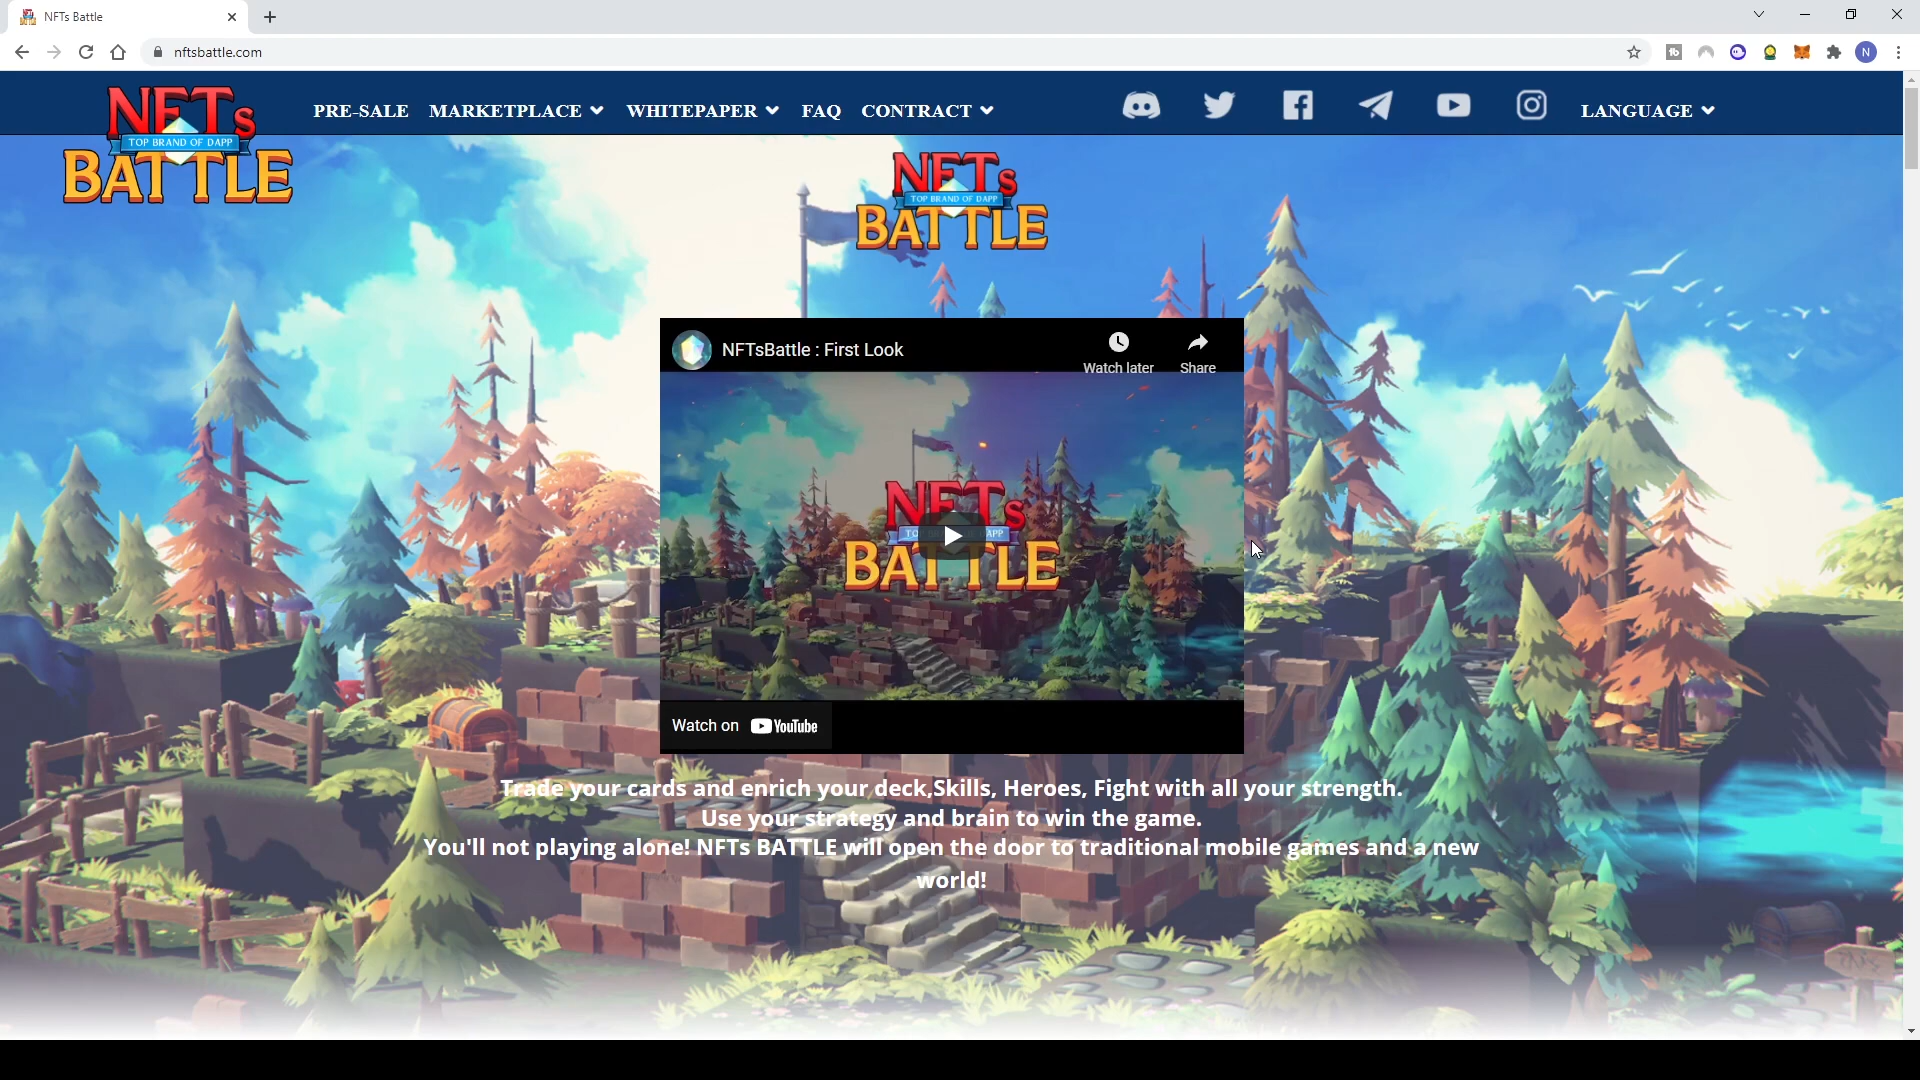 NFTs Battle
nftsbattle.com
N
NFTs
TOP BRAND OF DAPP
BATTLE
PRE-SALE MARKETPLACE WHITEPAPER FAQ CONTRACT LANGUAGE
NFTs
TOP BRAND OF DAPP
BATTLE
NFTsBattle : First Look
Watch later Share
NFTs
BATTLE
Watch on YouTube
Trade your cards and enrich your deck,Skills, Heroes, Fight with all your strength.
Use your strategy and brain to win the game.
You'll not playing alone! NFTs BATTLE will open the door to traditional mobile games and a new
world!